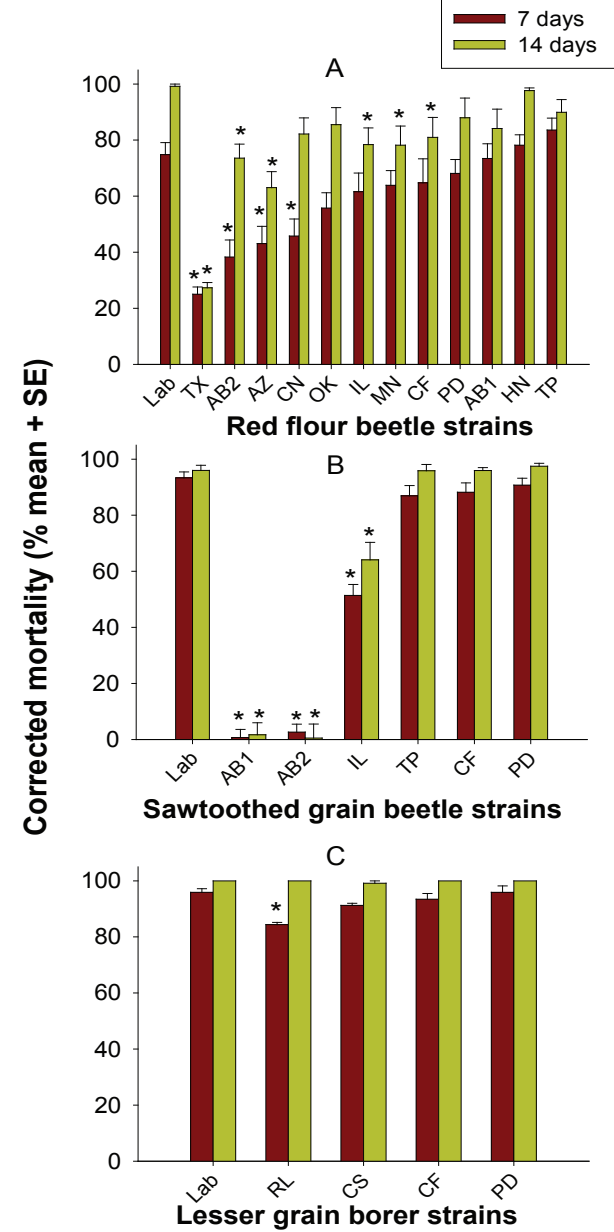 7 days
14 days
A
100
80
60
40
20
0
* * * * * * * * * * *
Lab TX AB2 AZ CN OK IL MN CF PD AB1 HN TP
Red flour beetle strains
Corrected mortality (% mean + SE)
B
100
80
60
40
20
0
* * * * * *
Lab AB1 AB2 IL TP CF PD
Sawtoothed grain beetle strains
C
100
80
60
40
20
0
*
Lab RL CS CF PD
Lesser grain borer strains